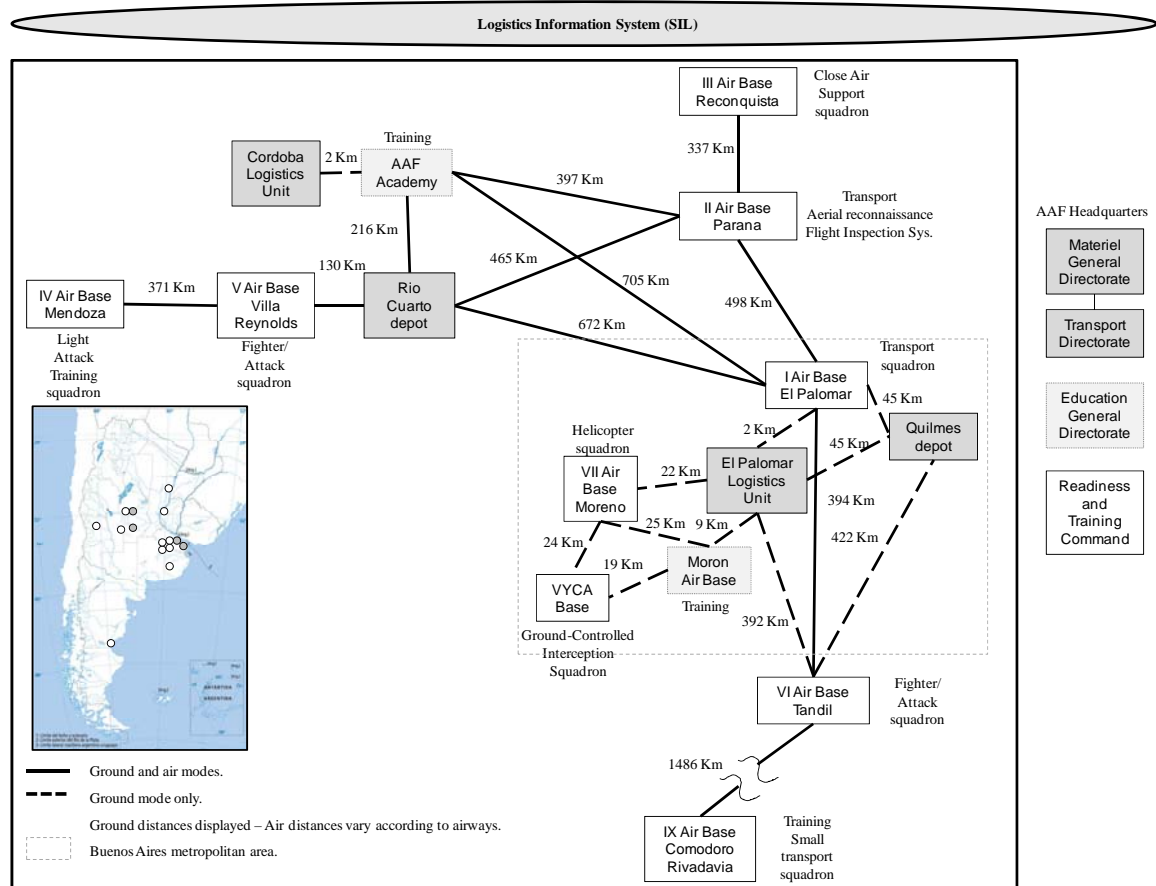 Logistics Information System (SIL)
III Air Base
Reconquista
Close Air
Support
squadron
337 Km
Training
Cordoba
Logistics
Unit
2 Km
AAF
Academy
397 Km
II Air Base
Parana
Transport
Aerial reconnaissance
Flight Inspection Sys.
216 Km
465 Km
705 Km
498 Km
371 Km
130 Km
IV Air Base
Mendoza
V Air Base
Villa
Reynolds
Rio
Cuarto
depot
672 Km
Light
Attack
Training
squadron
Fighter/
Attack
squadron
Transport
squadron
I Air Base
El Palomar
45 Km
Quilmes
depot
2 Km
45 Km
Helicopter
squadron
VII Air
Base
Moreno
22 Km
El Palomar
Logistics
Unit
394 Km
25 Km
9 Km
422 Km
24 Km
19 Km
Moron
Air Base
Training
VYCA
Base
392 Km
Ground-Controlled
Interception
Squadron
VI Air Base
Tandil
Fighter/
Attack
squadron
1486 Km
IX Air Base
Comodoro
Rivadavia
Training
Small
transport
squadron
AAF Headquarters
Materiel
General
Directorate
Transport
Directorate
Education
General
Directorate
Readiness
and
Training
Command
Ground and air modes.
Ground mode only.
Ground distances displayed – Air distances vary according to airways.
Buenos Aires metropolitan area.